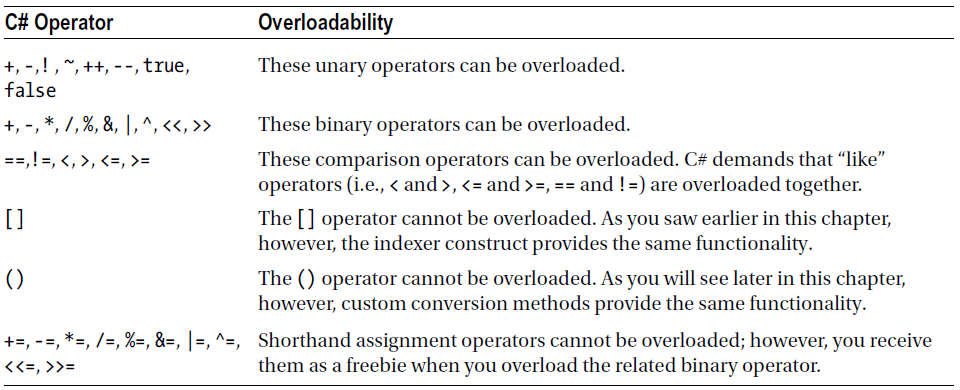 C# Operator Overloadability
+, -,! , ~, ++, --, true, These unary operators can be overloaded.
false
+, -, *, /,%, &, |, ^, <<, >> These binary operators can be overloaded.
==,!=, <, >, <=, >= These comparison operators can be overloaded. C# demands that “like”
operators (i.e., < and >, <= and >=, == and !=) are overloaded together.
[] The [] operator cannot be overloaded. As you saw earlier in this chapter,
however, the indexer construct provides the same functionality.
() The () operator cannot be overloaded. As you will see later in this chapter,
however, custom conversion methods provide the same functionality.
+=, -=, *=, /=, %=, &=, |=, ^=, Shorthand assignment operators cannot be overloaded; however, you receive
<<=, >>= them as a freebie when you overload the related binary operator.